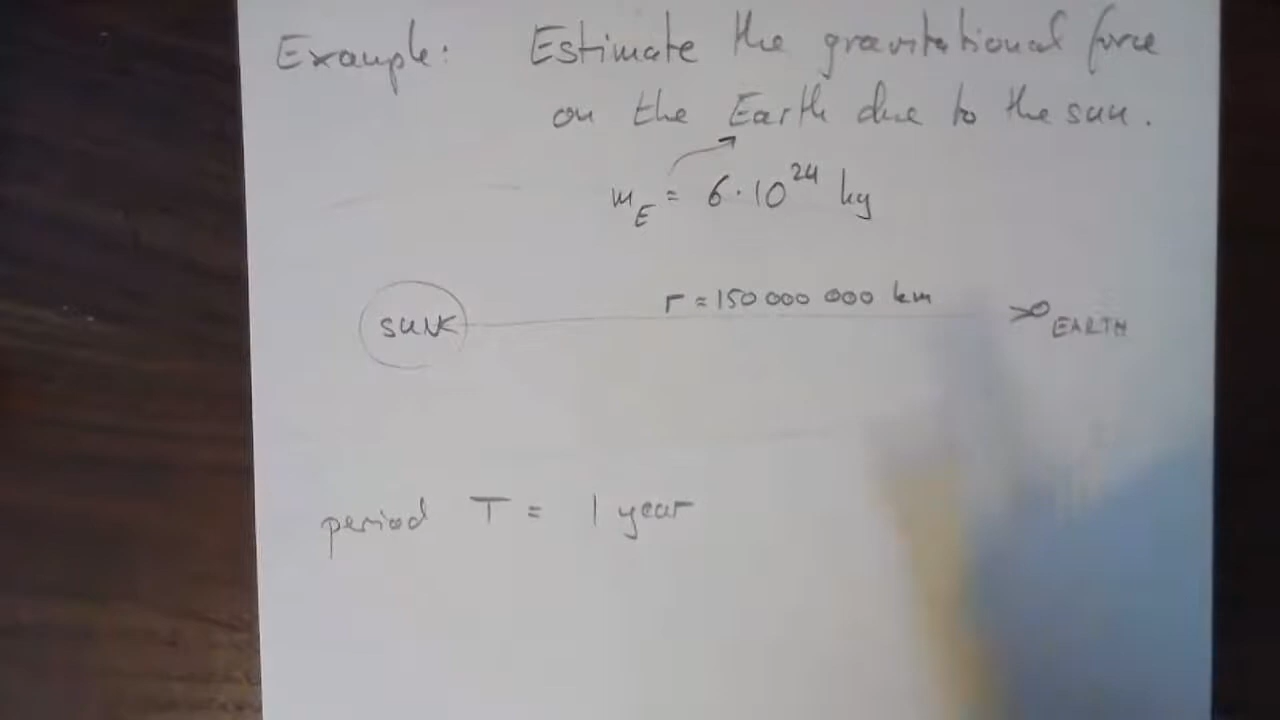 Example: Estimate the gravitational force
on the Earth due to the sun.
m_E = 6·10^24 kg
r = 150 000 000 km
SUN
EARTH
period T = 1 year